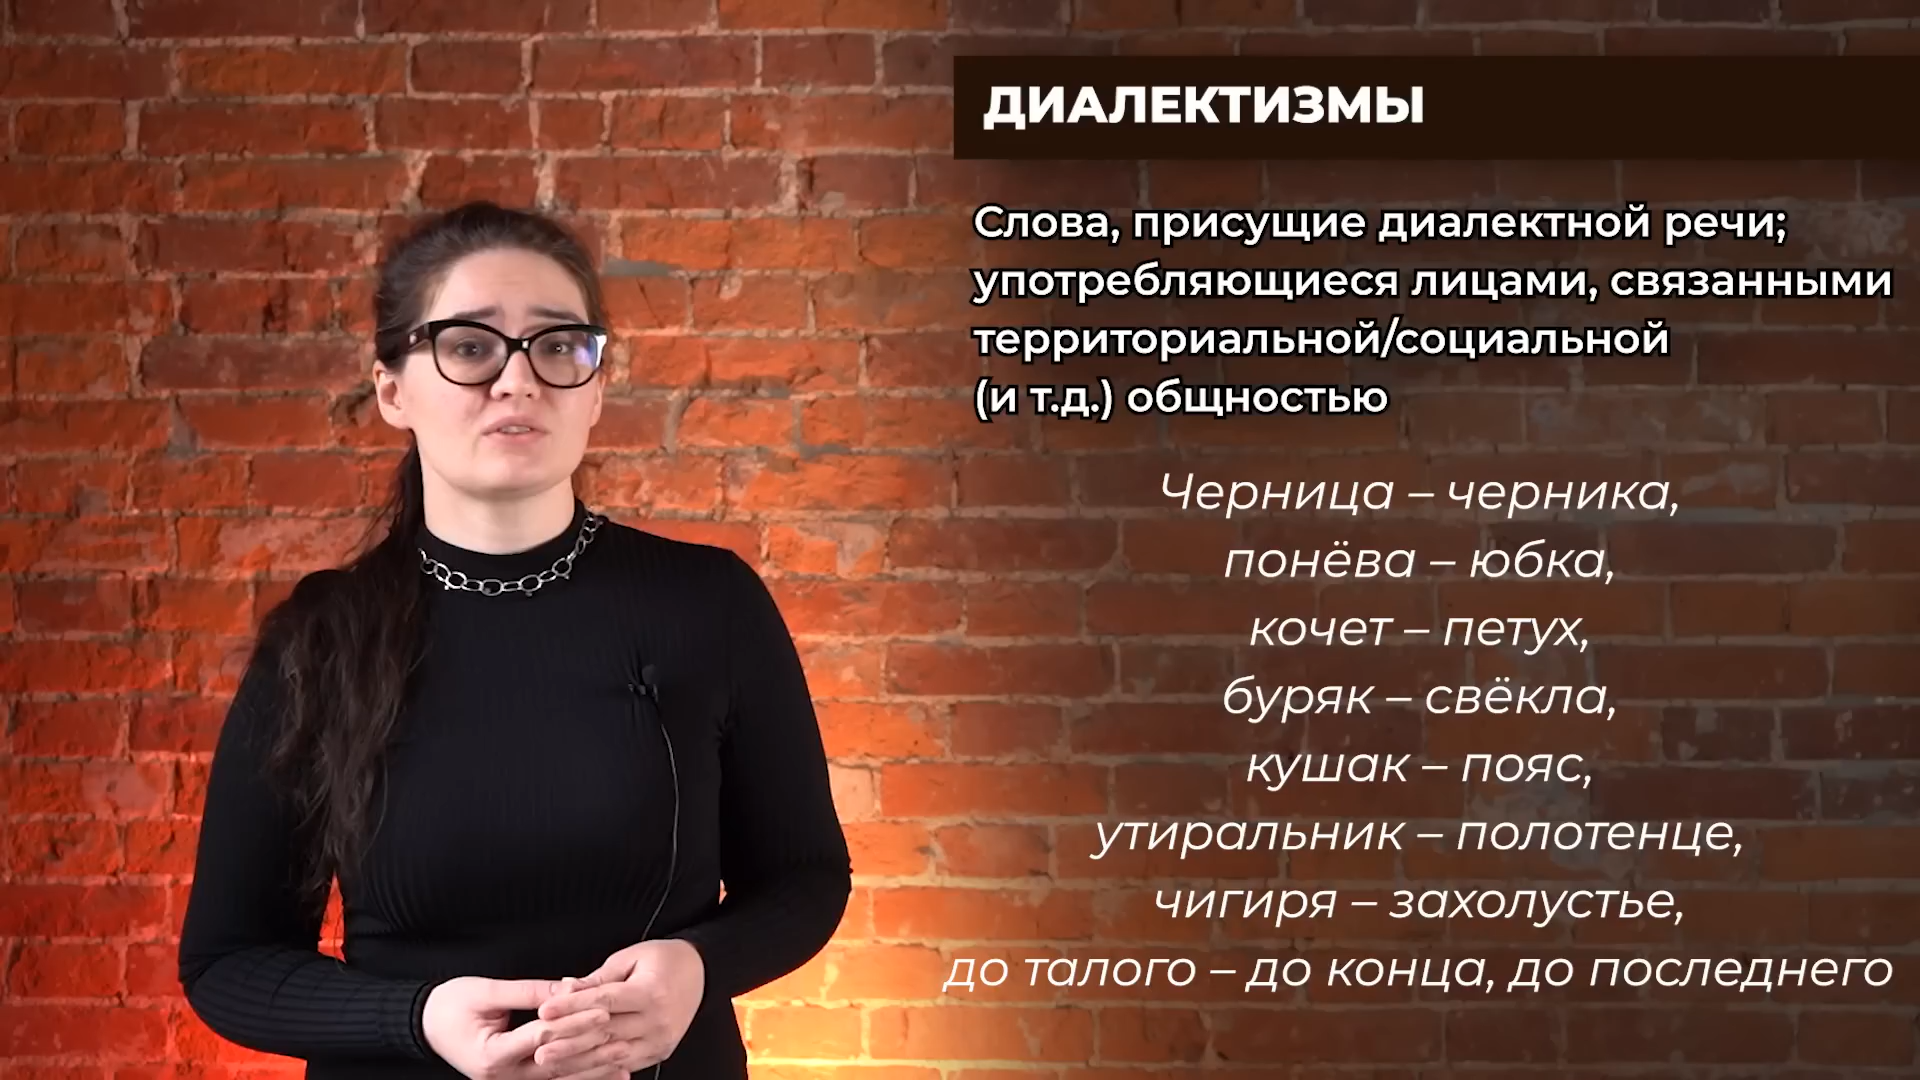 ДИАЛЕКТИЗМЫ
Слова, присущие диалектной речи;
употребляющиеся лицами, связанными
территориальной/социальной
(и т.д.) общностью
Черница – черника,
понёва – юбка,
кочет – петух,
буряк – свёкла,
кушак – пояс,
утиральник – полотенце,
чигиря – захолустье,
до талого – до конца, до последнего